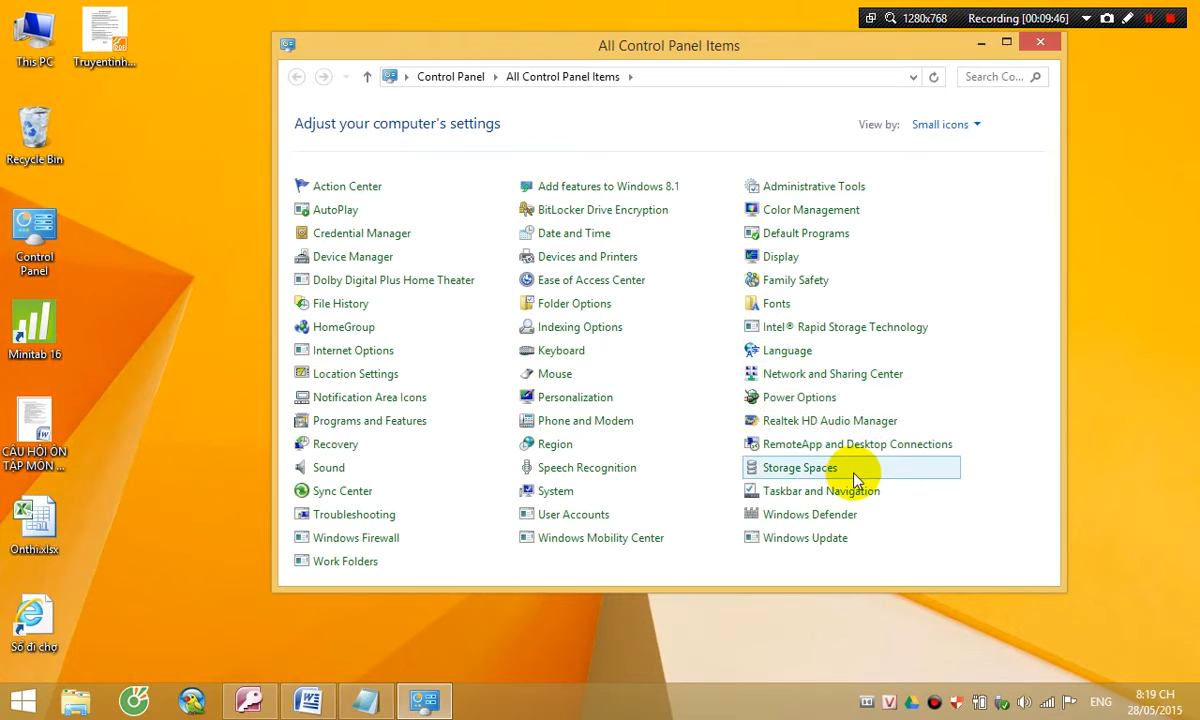 1280x768
Recording [00:09:46]
This PC
Truyentinh...
Recycle Bin
Control
Panel
Minitab 16
CÂU HỎI ÔN
TẬP MÔN ...
Onthi.xlsx
Sổ đi chợ
All Control Panel Items
Control Panel
All Control Panel Items
Search Co...
Adjust your computer's settings
View by:
Small icons
Action Center
Add features to Windows 8.1
Administrative Tools
AutoPlay
BitLocker Drive Encryption
Color Management
Credential Manager
Date and Time
Default Programs
Device Manager
Devices and Printers
Display
Dolby Digital Plus Home Theater
Ease of Access Center
Family Safety
File History
Folder Options
Fonts
HomeGroup
Indexing Options
Intel® Rapid Storage Technology
Internet Options
Keyboard
Language
Location Settings
Mouse
Network and Sharing Center
Notification Area Icons
Personalization
Power Options
Programs and Features
Phone and Modem
Realtek HD Audio Manager
Recovery
Region
RemoteApp and Desktop Connections
Sound
Speech Recognition
Storage Spaces
Sync Center
System
Taskbar and Navigation
Troubleshooting
User Accounts
Windows Defender
Windows Firewall
Windows Mobility Center
Windows Update
Work Folders
ENG
8:19 CH
28/05/2015